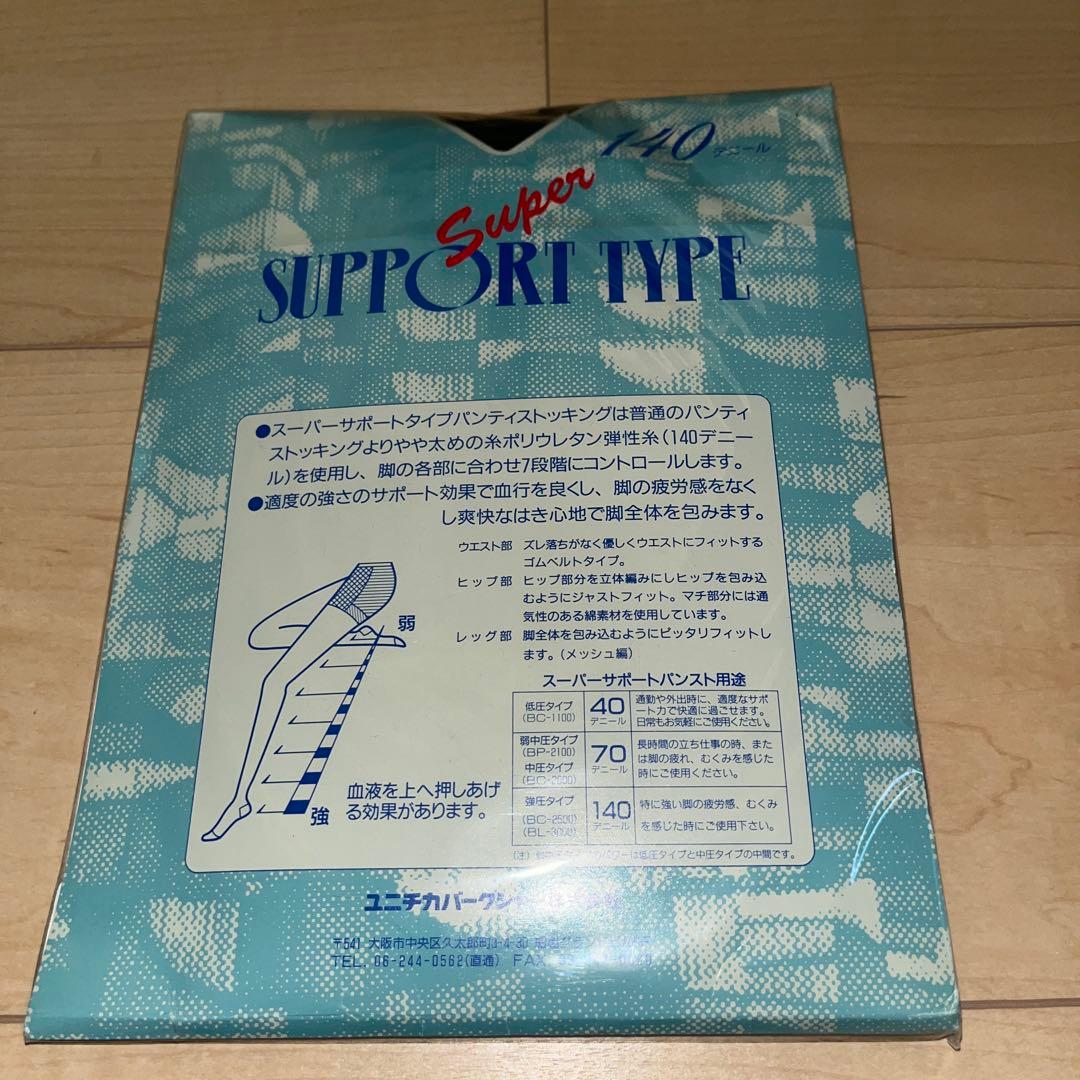 140 デニール
Super
SUPPORT TYPE
●スーパーサポートタイプパンティストッキングは普通のパンティ
ストッキングよりやや太めの糸ポリウレタン弾性糸(140デニー
ル)を使用し、脚の各部に合わせ7段階にコントロールします。
●適度の強さのサポート効果で血行を良くし、脚の疲労感をなく
し爽快なはき心地で脚全体を包みます。
ウエスト部 ズレ落ちがなく優しくウエストにフィットする
ゴムベルトタイプ。
ヒップ部 ヒップ部分を立体編みにしヒップを包み込
むようにジャストフィット。マチ部分には通
気性のある綿素材を使用しています。
レッグ部 脚全体を包み込むようにピッタリフィットし
ます。(メッシュ編)
弱
強
血液を上へ押しあげ
る効果があります。
スーパーサポートパンスト用途
低圧タイプ
(BC-1100)
40
デニール
通勤や外出時に、適度なサポ
ート力で快適に過ごせます。
日常もお気軽にご使用ください。
弱中圧タイプ
(BP-2100)
中圧タイプ
70
デニール
長時間の立ち仕事の時、また
は脚の疲れ、むくみを感じた
時にご使用ください。
強圧タイプ
(BC-2500)
(BL-3000)
140
デニール
特に強い脚の疲労感、むくみ
を感じた時にご使用下さい。
(注) は低圧タイプと中圧タイプの中間です。
ユニチカバークシャ
〒541 大阪市中央区久太郎町3-4-30
TEL. 06-244-0562(直通) FAX